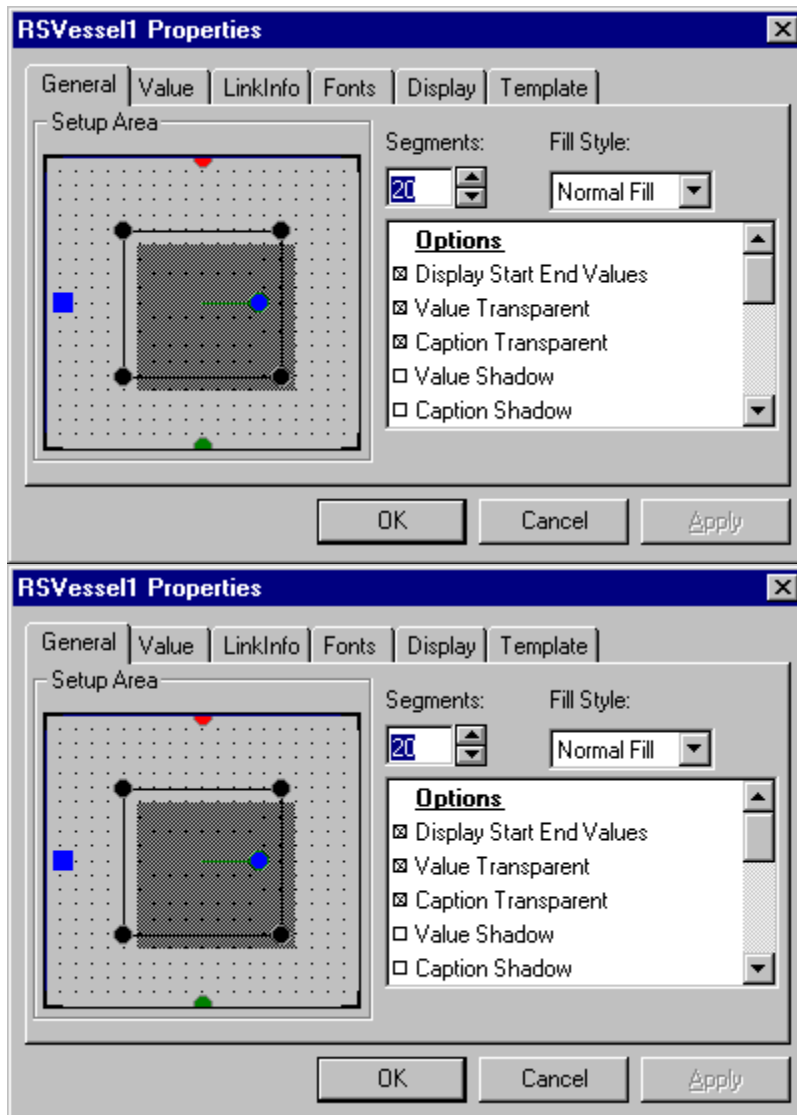 RSVessel1 Properties
General Value LinkInfo Fonts Display Template
Setup Area
Segments: Fill Style:
20 Normal Fill
Options
Display Start End Values
Value Transparent
Caption Transparent
Value Shadow
Caption Shadow
OK Cancel Apply
RSVessel1 Properties
General Value LinkInfo Fonts Display Template
Setup Area
Segments: Fill Style:
20 Normal Fill
Options
Display Start End Values
Value Transparent
Caption Transparent
Value Shadow
Caption Shadow
OK Cancel Apply